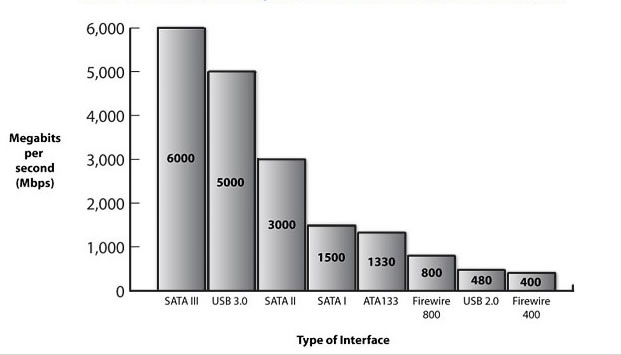 6,000
5,000
4,000
3,000
2,000
1,000
0
Megabits
per
second
(Mbps)
6000
5000
3000
1500
1330
800
480
400
SATA III USB 3.0 SATA II SATA I ATA133 Firewire USB 2.0 Firewire
800 400
Type of Interface